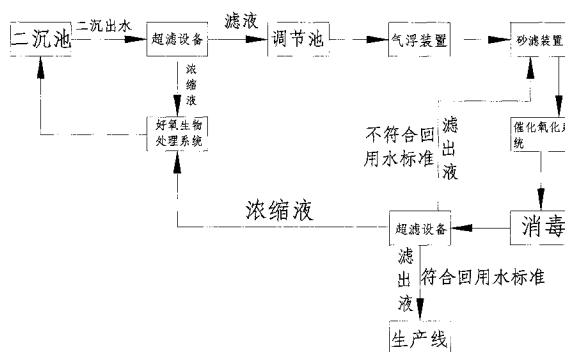 二沉池
二沉出水
超滤设备
滤液
调节池
气浮装置
砂滤装置
浓缩液
好氧生物
处理系统
不符合回
用水标准
滤出液
催化氧化系
统
浓缩液
超滤设备
消毒
滤出液
符合回用水标准
生产线